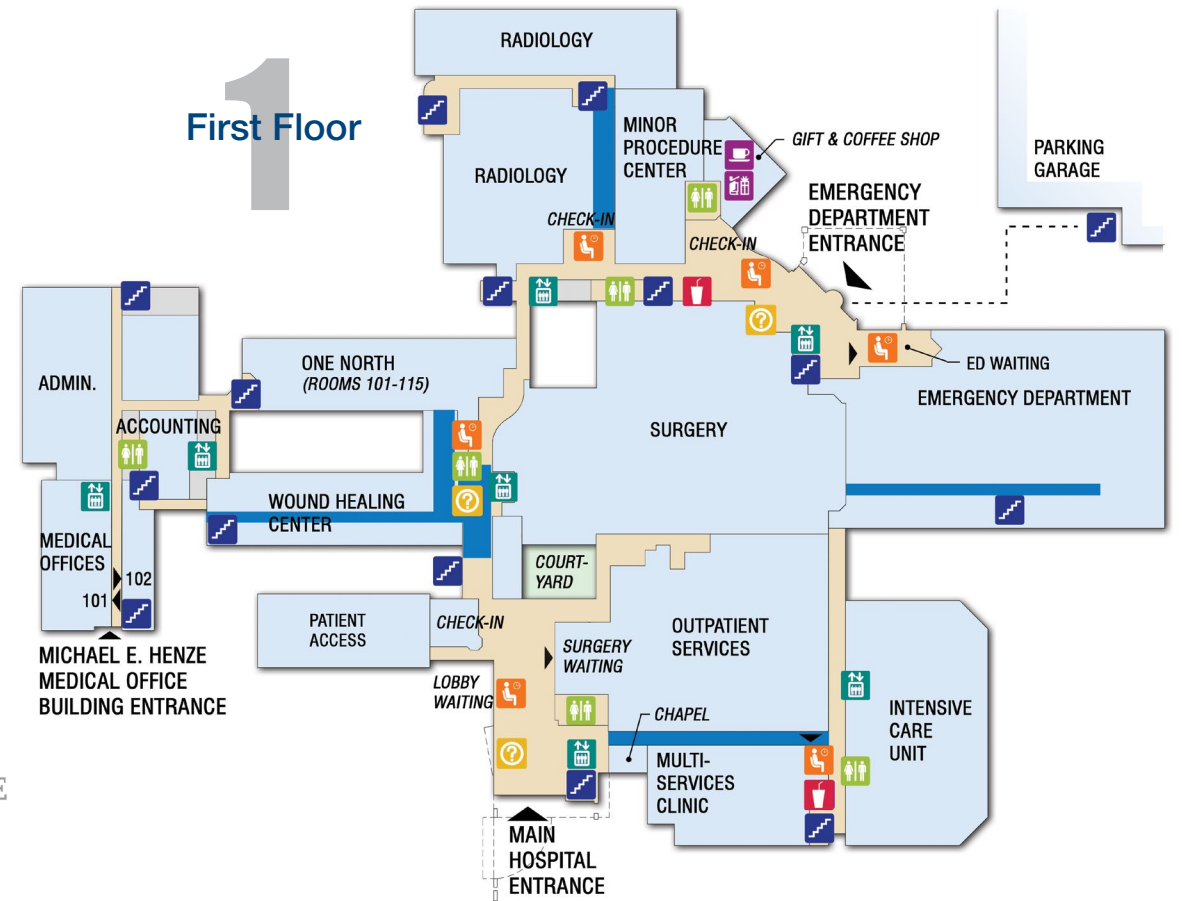 1
First Floor
RADIOLOGY
MINOR
PROCEDURE
CENTER
GIFT & COFFEE SHOP
PARKING
GARAGE
RADIOLOGY
EMERGENCY
DEPARTMENT
ENTRANCE
CHECK-IN
CHECK-IN
ADMIN.
ONE NORTH
(ROOMS 101-115)
ED WAITING
EMERGENCY DEPARTMENT
ACCOUNTING
SURGERY
WOUND HEALING
CENTER
MEDICAL
OFFICES
102
101
COURT-
YARD
PATIENT
ACCESS
CHECK-IN
SURGERY
WAITING
OUTPATIENT
SERVICES
MICHAEL E. HENZE
MEDICAL OFFICE
BUILDING ENTRANCE
LOBBY
WAITING
CHAPEL
INTENSIVE
CARE
UNIT
MULTI-
SERVICES
CLINIC
MAIN
HOSPITAL
ENTRANCE